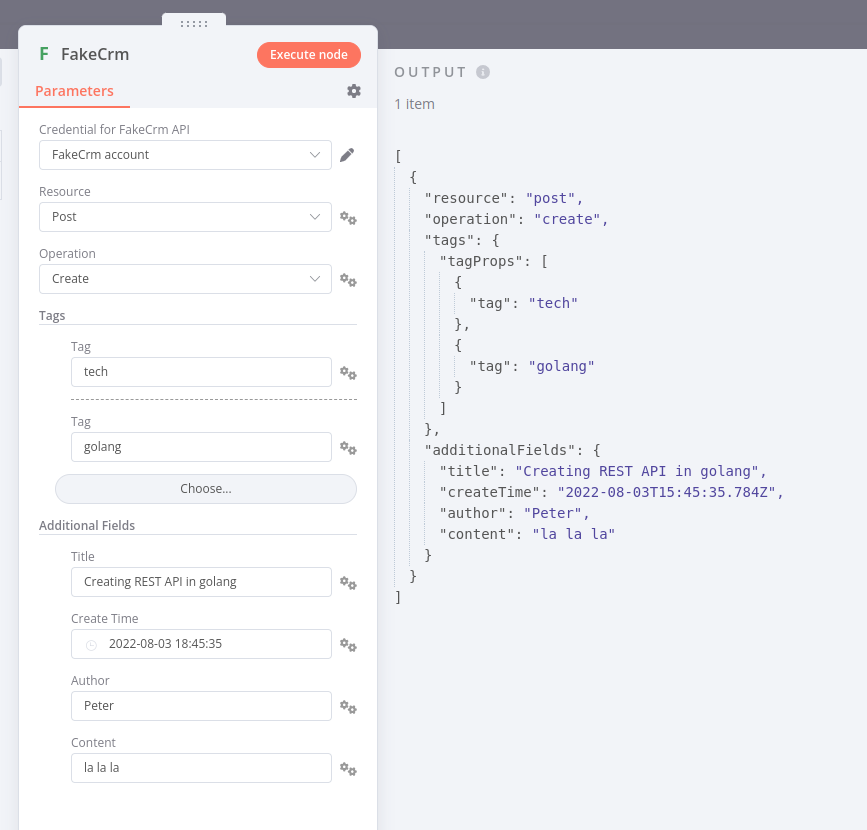 F FakeCrm
Execute node
Parameters
Credential for FakeCrm API
FakeCrm account
Resource
Post
Operation
Create
Tags
Tag
tech
Tag
golang
Choose...
Additional Fields
Title
Creating REST API in golang
Create Time
2022-08-03 18:45:35
Author
Peter
Content
la la la
OUTPUT i
1 item
[
{
"resource": "post",
"operation": "create",
"tags": {
"tagProps": [
{
"tag": "tech"
},
{
"tag": "golang"
}
]
},
"additionalFields": {
"title": "Creating REST API in golang",
"createTime": "2022-08-03T15:45:35.784Z",
"author": "Peter",
"content": "la la la"
}
}
]